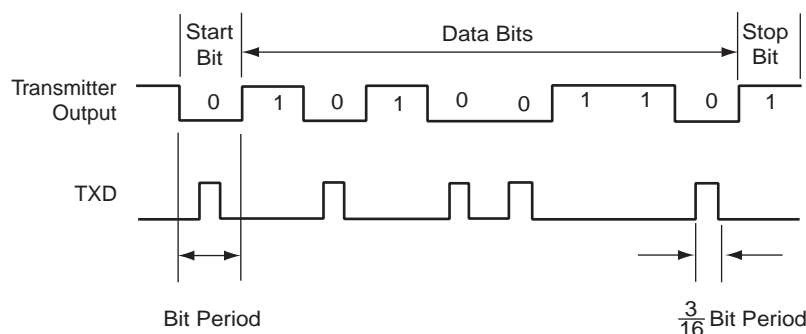 Start Bit
Data Bits
Stop Bit
Transmitter Output
0 1 0 1 0 0 1 1 0 1
TXD
Bit Period
3/16 Bit Period